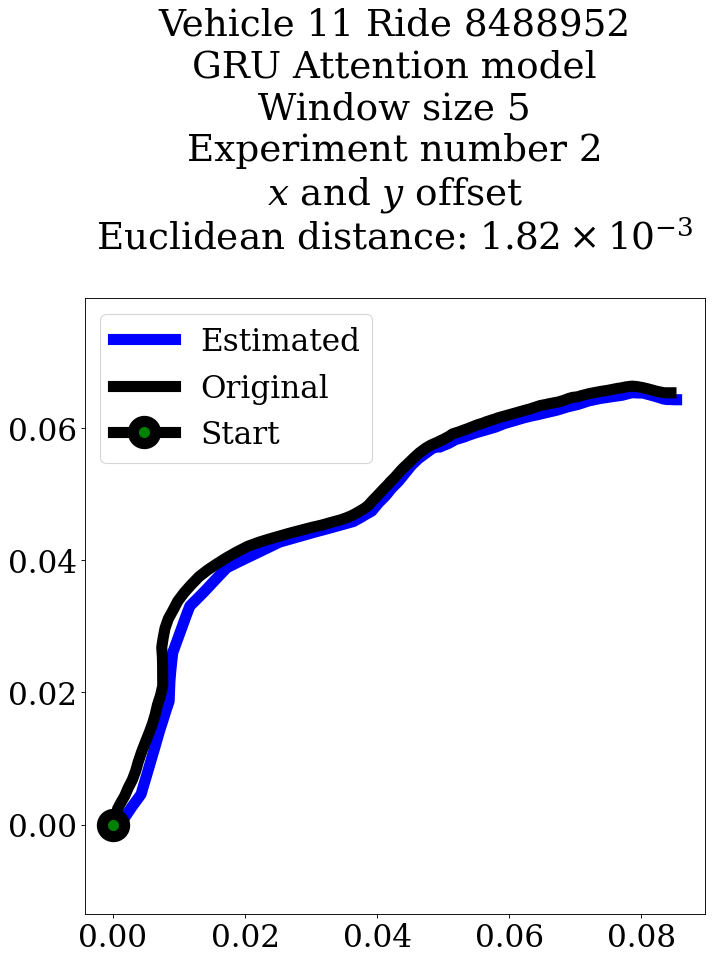 Vehicle 11 Ride 8488952
GRU Attention model
Window size 5
Experiment number 2
x and y offset
Euclidean distance: 1.82 × 10⁻³
Estimated
Original
Start
0.06
0.04
0.02
0.00
0.00 0.02 0.04 0.06 0.08